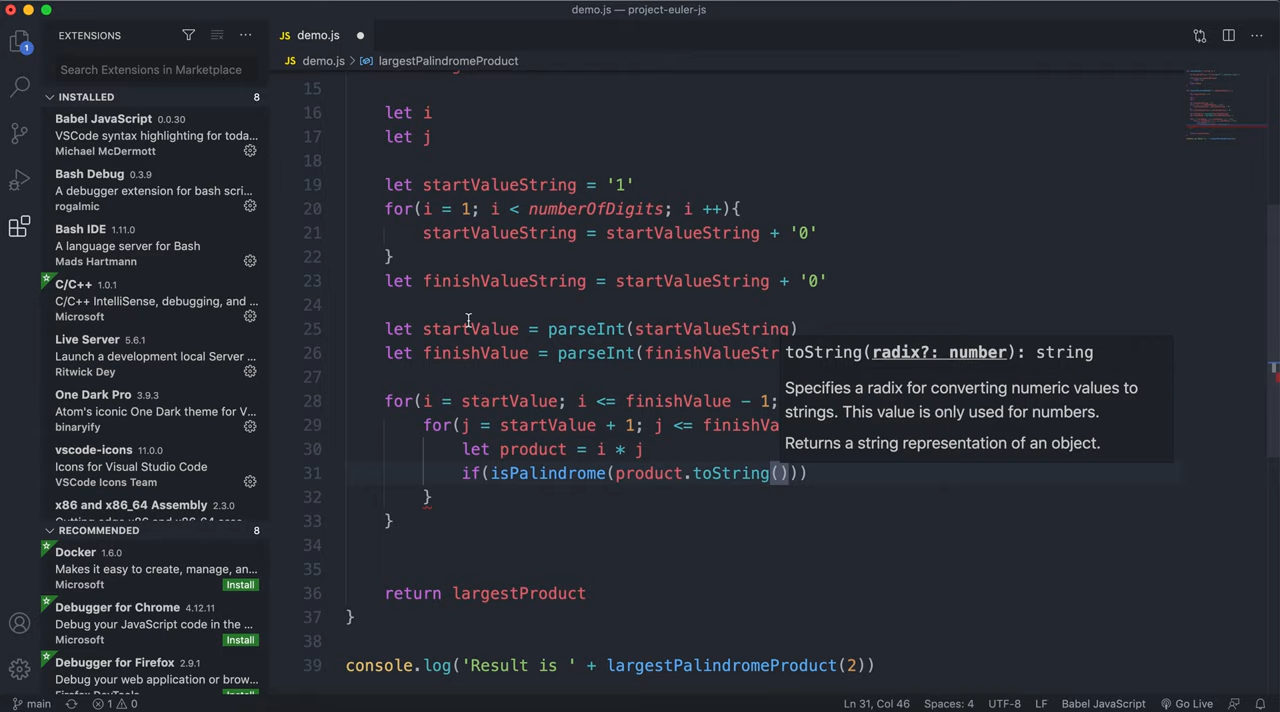 demo.js — project-euler-js
EXTENSIONS
Search Extensions in Marketplace
INSTALLED 8
Babel JavaScript 0.0.30
VSCode syntax highlighting for toda...
Michael McDermott
Bash Debug 0.3.9
A debugger extension for bash scri...
rogalmic
Bash IDE 1.11.0
A language server for Bash
Mads Hartmann
C/C++ 1.0.1
C/C++ IntelliSense, debugging, and ...
Microsoft
Live Server 5.6.1
Launch a development local Server ...
Ritwick Dey
One Dark Pro 3.9.3
Atom's iconic One Dark theme for V...
binaryify
vscode-icons 11.0.0
Icons for Visual Studio Code
VSCode Icons Team
x86 and x86_64 Assembly 2.3.0
RECOMMENDED 8
Docker 1.6.0
Makes it easy to create, manage, an...
Microsoft Install
Debugger for Chrome 4.12.11
Debug your JavaScript code in the ...
Microsoft Install
Debugger for Firefox 2.9.1
Debug your web application or brow...
Install
1
JS demo.js
JS demo.js > largestPalindromeProduct
15
16 let i
17 let j
18
19 let startValueString = '1'
20 for(i = 1; i < numberOfDigits; i ++){
21 startValueString = startValueString + '0'
22 }
23 let finishValueString = startValueString + '0'
24
25 let startValue = parseInt(startValueString)
26 let finishValue = parseInt(finishValueStr
27
28 for(i = startValue; i <= finishValue - 1;
29 for(j = startValue + 1; j <= finishVa
30 let product = i * j
31 if(isPalindrome(product.toString()))
32 }
33 }
34
35
36 return largestProduct
37 }
38
39 console.log('Result is ' + largestPalindromeProduct(2))
toString(radix?: number): string
Specifies a radix for converting numeric values to
strings. This value is only used for numbers.
Returns a string representation of an object.
main 1 0 Ln 31, Col 46 Spaces: 4 UTF-8 LF Babel JavaScript Go Live